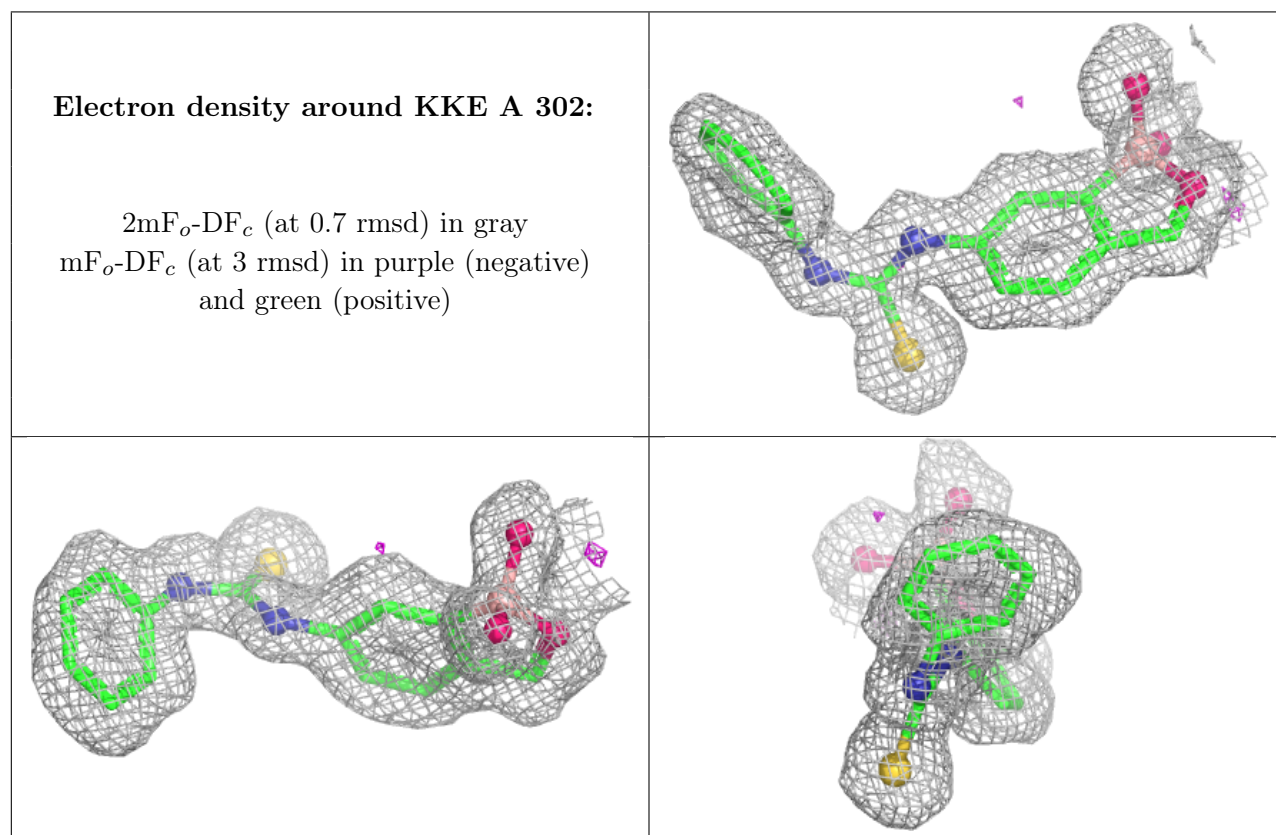 Electron density around KKE A 302:
2mFo-DFc (at 0.7 rmsd) in gray
mFo-DFc (at 3 rmsd) in purple (negative)
and green (positive)